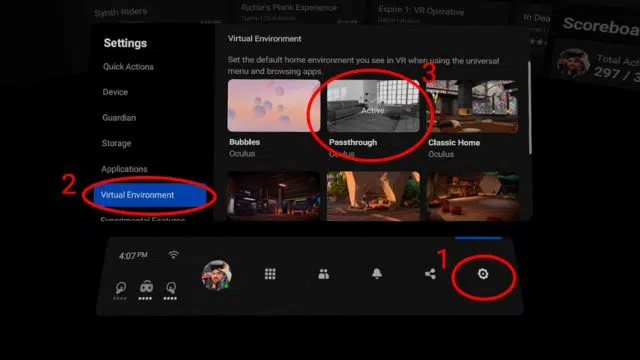 Synth Riders
Richie's Plank Experience
Espire 1: VR Operative
In Dea
Scoreboa
Total Ach
297 / 3
Settings
Quick Actions
Device
Guardian
Storage
Applications
Virtual Environment
Experimental Features
Virtual Environment
Set the default home environment you see in VR when using the universal
menu and browsing apps.
3
Active
Bubbles
Passthrough
Classic Home
Oculus
Oculus
Oculus
2
4:07 PM
1